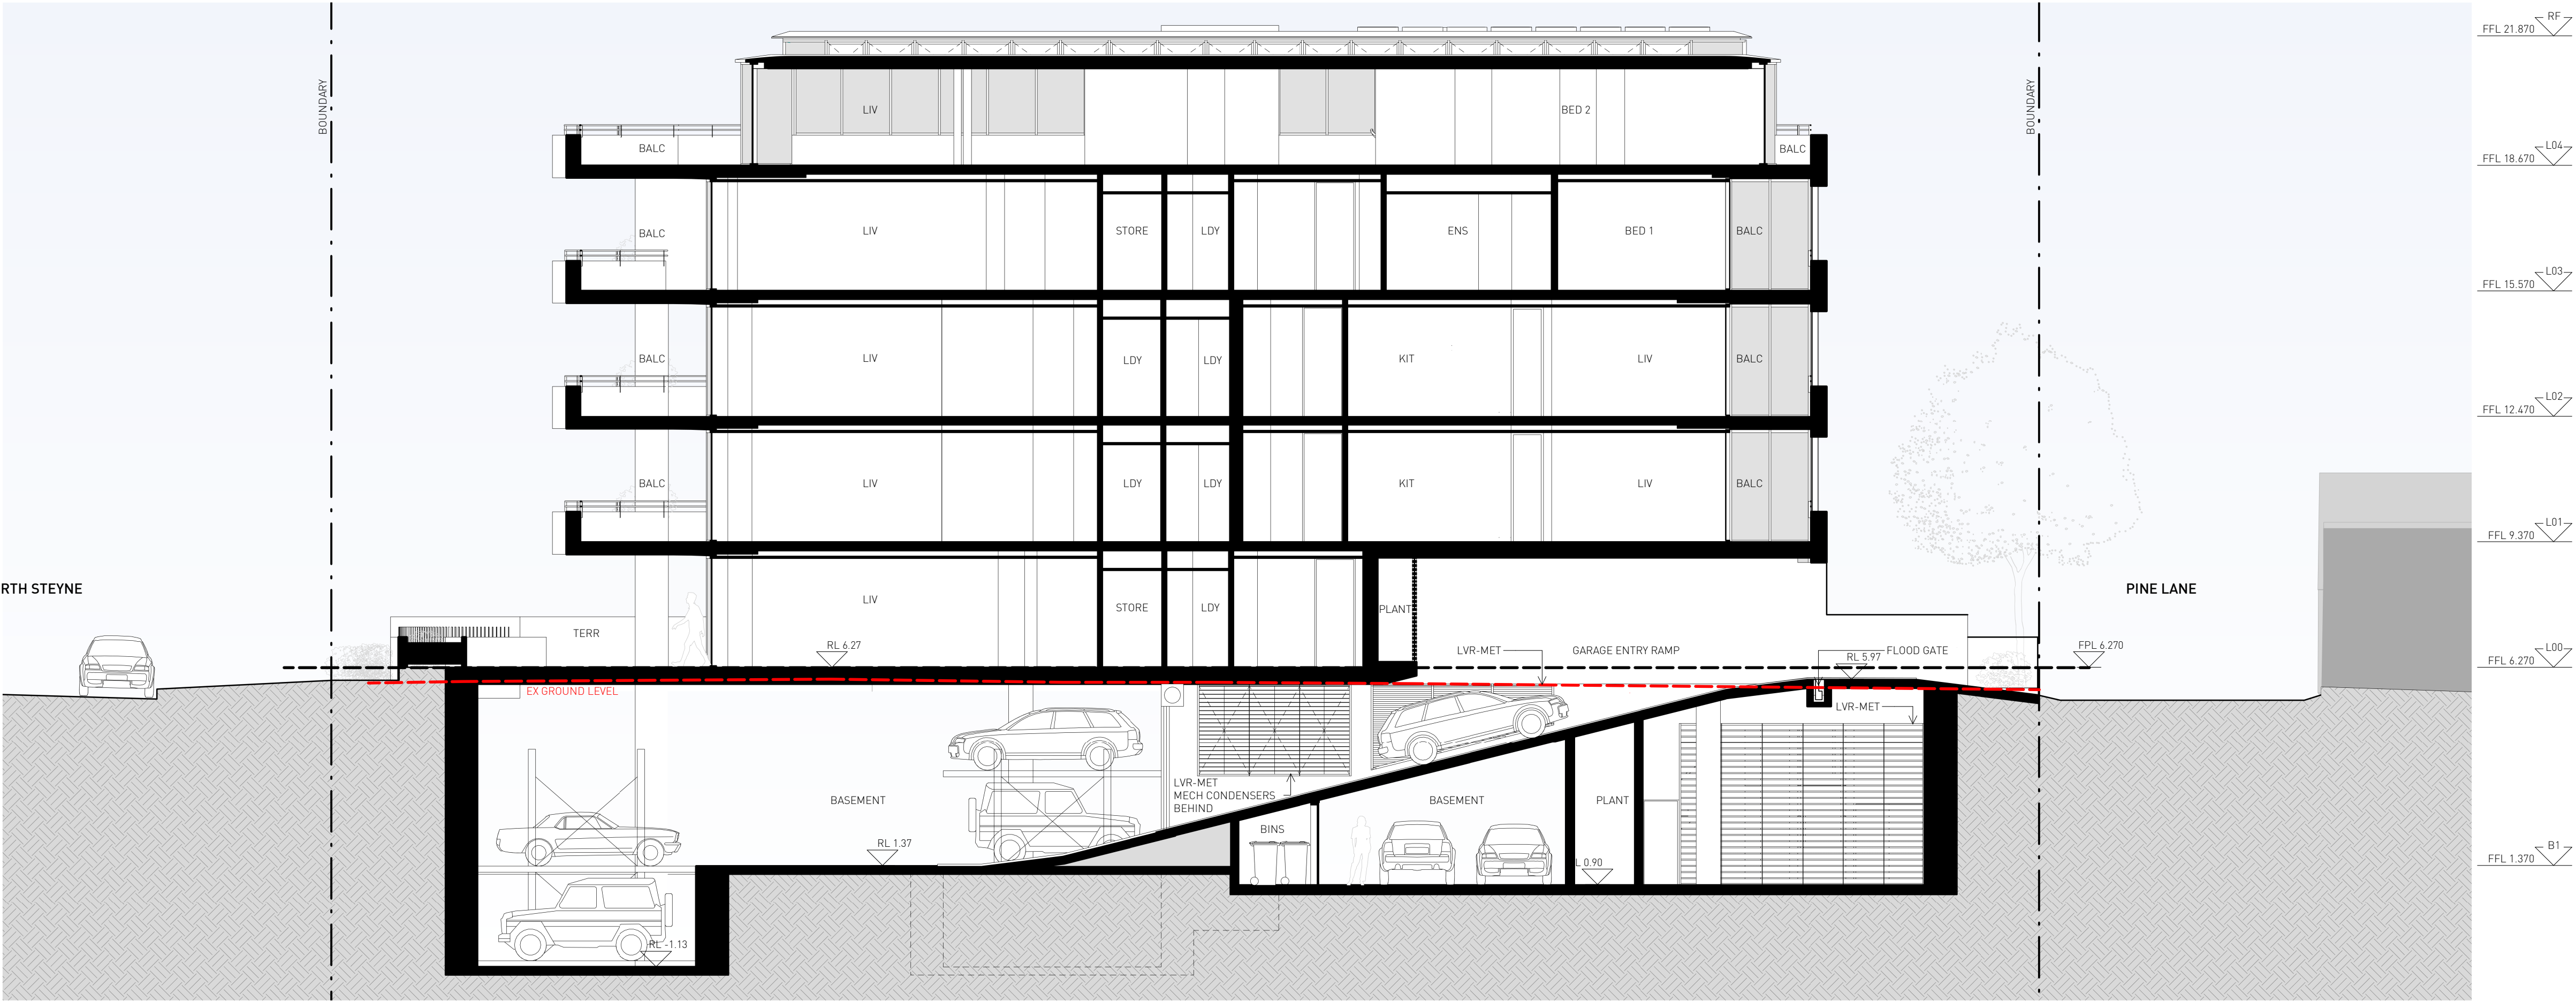 RF
FFL 21.870
BOUNDARY
BOUNDARY
LIV
BED 2
BALC
BALC
L04
FFL 18.670
BALC
LIV
STORE
LDY
ENS
BED 1
BALC
L03
FFL 15.570
BALC
LIV
LDY
LDY
KIT
LIV
BALC
L02
FFL 12.470
BALC
LIV
LDY
LDY
KIT
LIV
BALC
L01
FFL 9.370
RTH STEYNE
PINE LANE
LIV
STORE
LDY
PLANT
TERR
RL 6.27
LVR-MET
GARAGE ENTRY RAMP
FLOOD GATE
RL 5.97
FPL 6.270
L00
FFL 6.270
EX GROUND LEVEL
LVR-MET
LVR-MET
MECH CONDENSERS
BEHIND
BASEMENT
BASEMENT
PLANT
BINS
RL 1.37
L 0.90
B1
FFL 1.370
RL -1.13